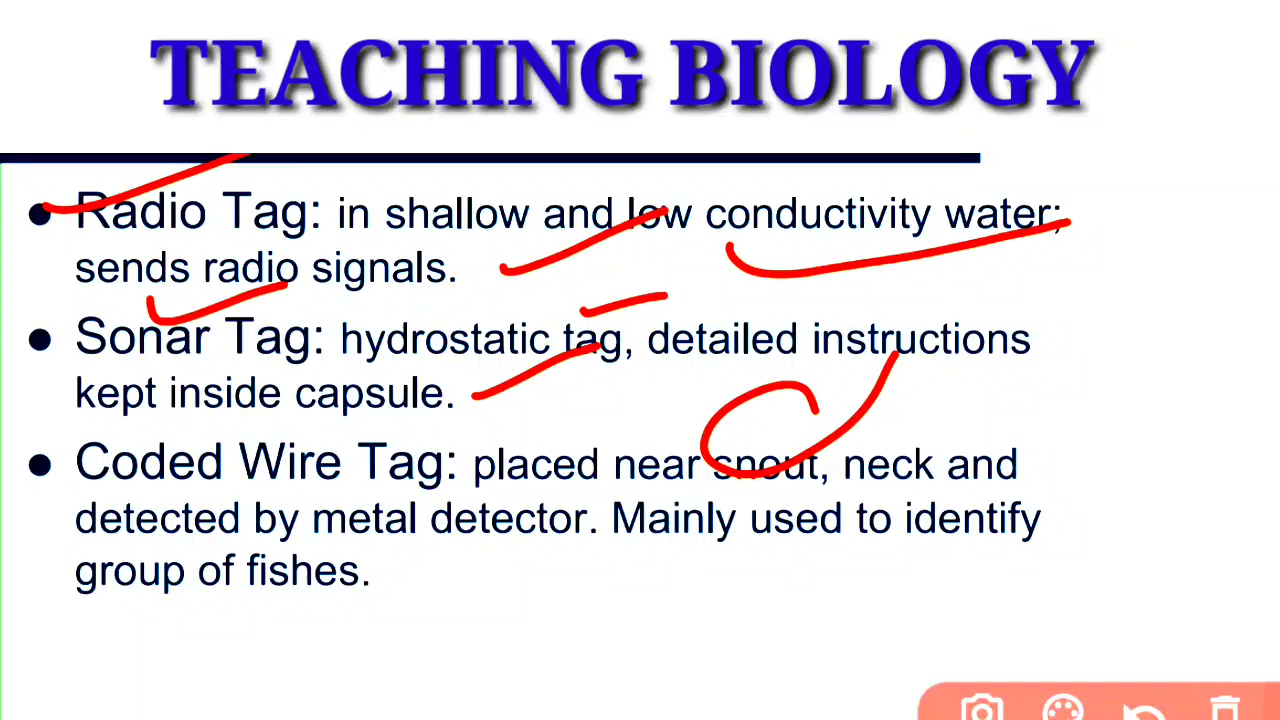 TEACHING BIOLOGY
● Radio Tag: in shallow and low conductivity water;
sends radio signals.
● Sonar Tag: hydrostatic tag, detailed instructions
kept inside capsule.
● Coded Wire Tag: placed near snout, neck and
detected by metal detector. Mainly used to identify
group of fishes.